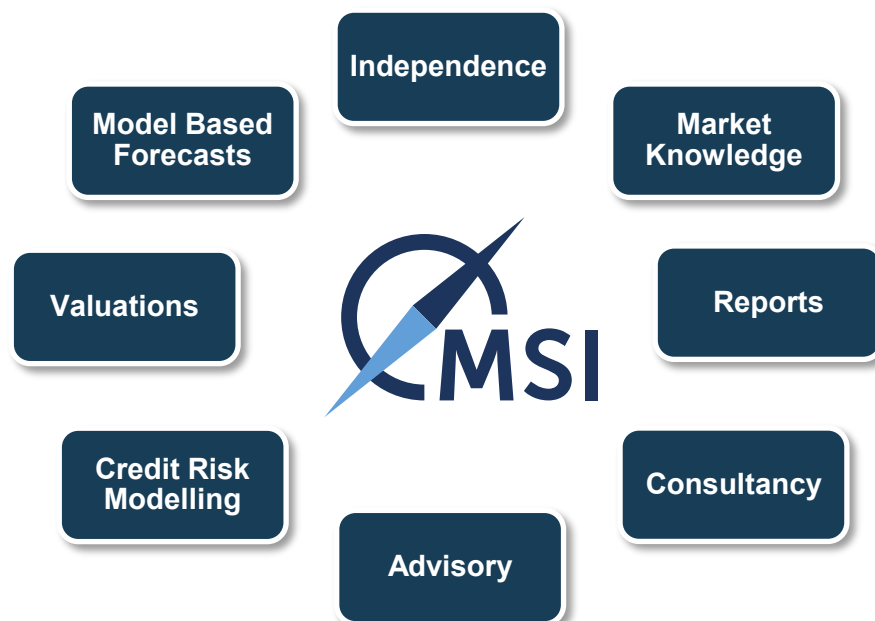 Independence
Model Based
Forecasts
Market
Knowledge
Valuations
Reports
MSI
Credit Risk
Modelling
Consultancy
Advisory